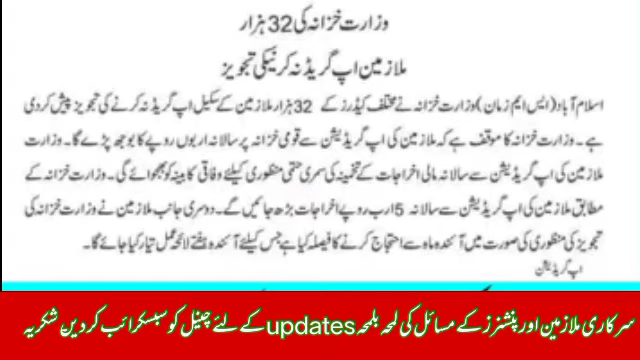 وزارت خزانہ کی 32 ہزار
ملازمین اپ گریڈ نہ کرنیکی تجویز
اسلام آباد (ایس ایم زمان) وزارت خزانہ نے مختلف کیڈرز کے 32 ہزار ملازمین کے سکیل اپ گریڈ نہ کرنے کی تجویز پیش کردی
ہے۔ وزارت خزانہ کا موقف ہے کہ ملازمین کی اپ گریڈیشن سے قومی خزانہ پر سالانہ اربوں روپے کا بوجھ پڑے گا۔ وزارت
ملازمین کی اپ گریڈیشن سے سالانہ مالی اخراجات کے تخمینہ کی سمری حتمی منظوری کیلئے وفاقی کابینہ کو بھجوائے گی۔ وزارت خزانہ کے
مطابق ملازمین کی اپ گریڈیشن سے سالانہ 5 ارب روپے اخراجات بڑھ جائیں گے۔ دوسری جانب ملازمین نے وزارت خزانہ کی
تجویز کی منظوری کی صورت میں آئندہ ماہ سے احتجاج کرنے کا فیصلہ کیا ہے جس کیلئے آئندہ ہفتے لائحہ عمل تیار کیا جائے گا۔
اپ گریڈیشن
سرکاری ملازمین اور پنشنرز کے مسائل کی لمحہ بلمحہ updates کے لئے چینل کو سبسکرائب کر دیں شکریہ